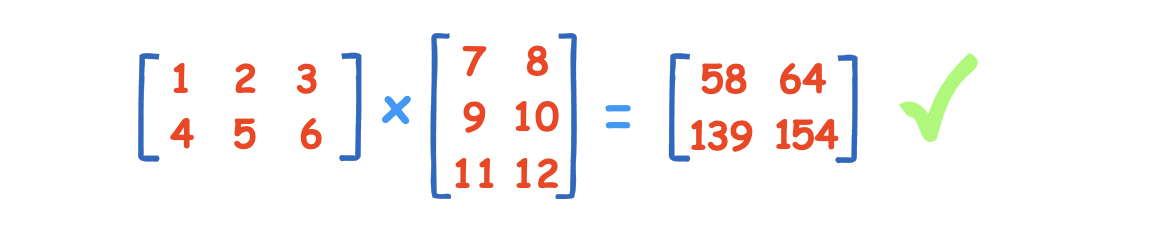 [1 2 3
4 5 6] × [7 8
9 10
11 12] = [58 64
139 154] ✓